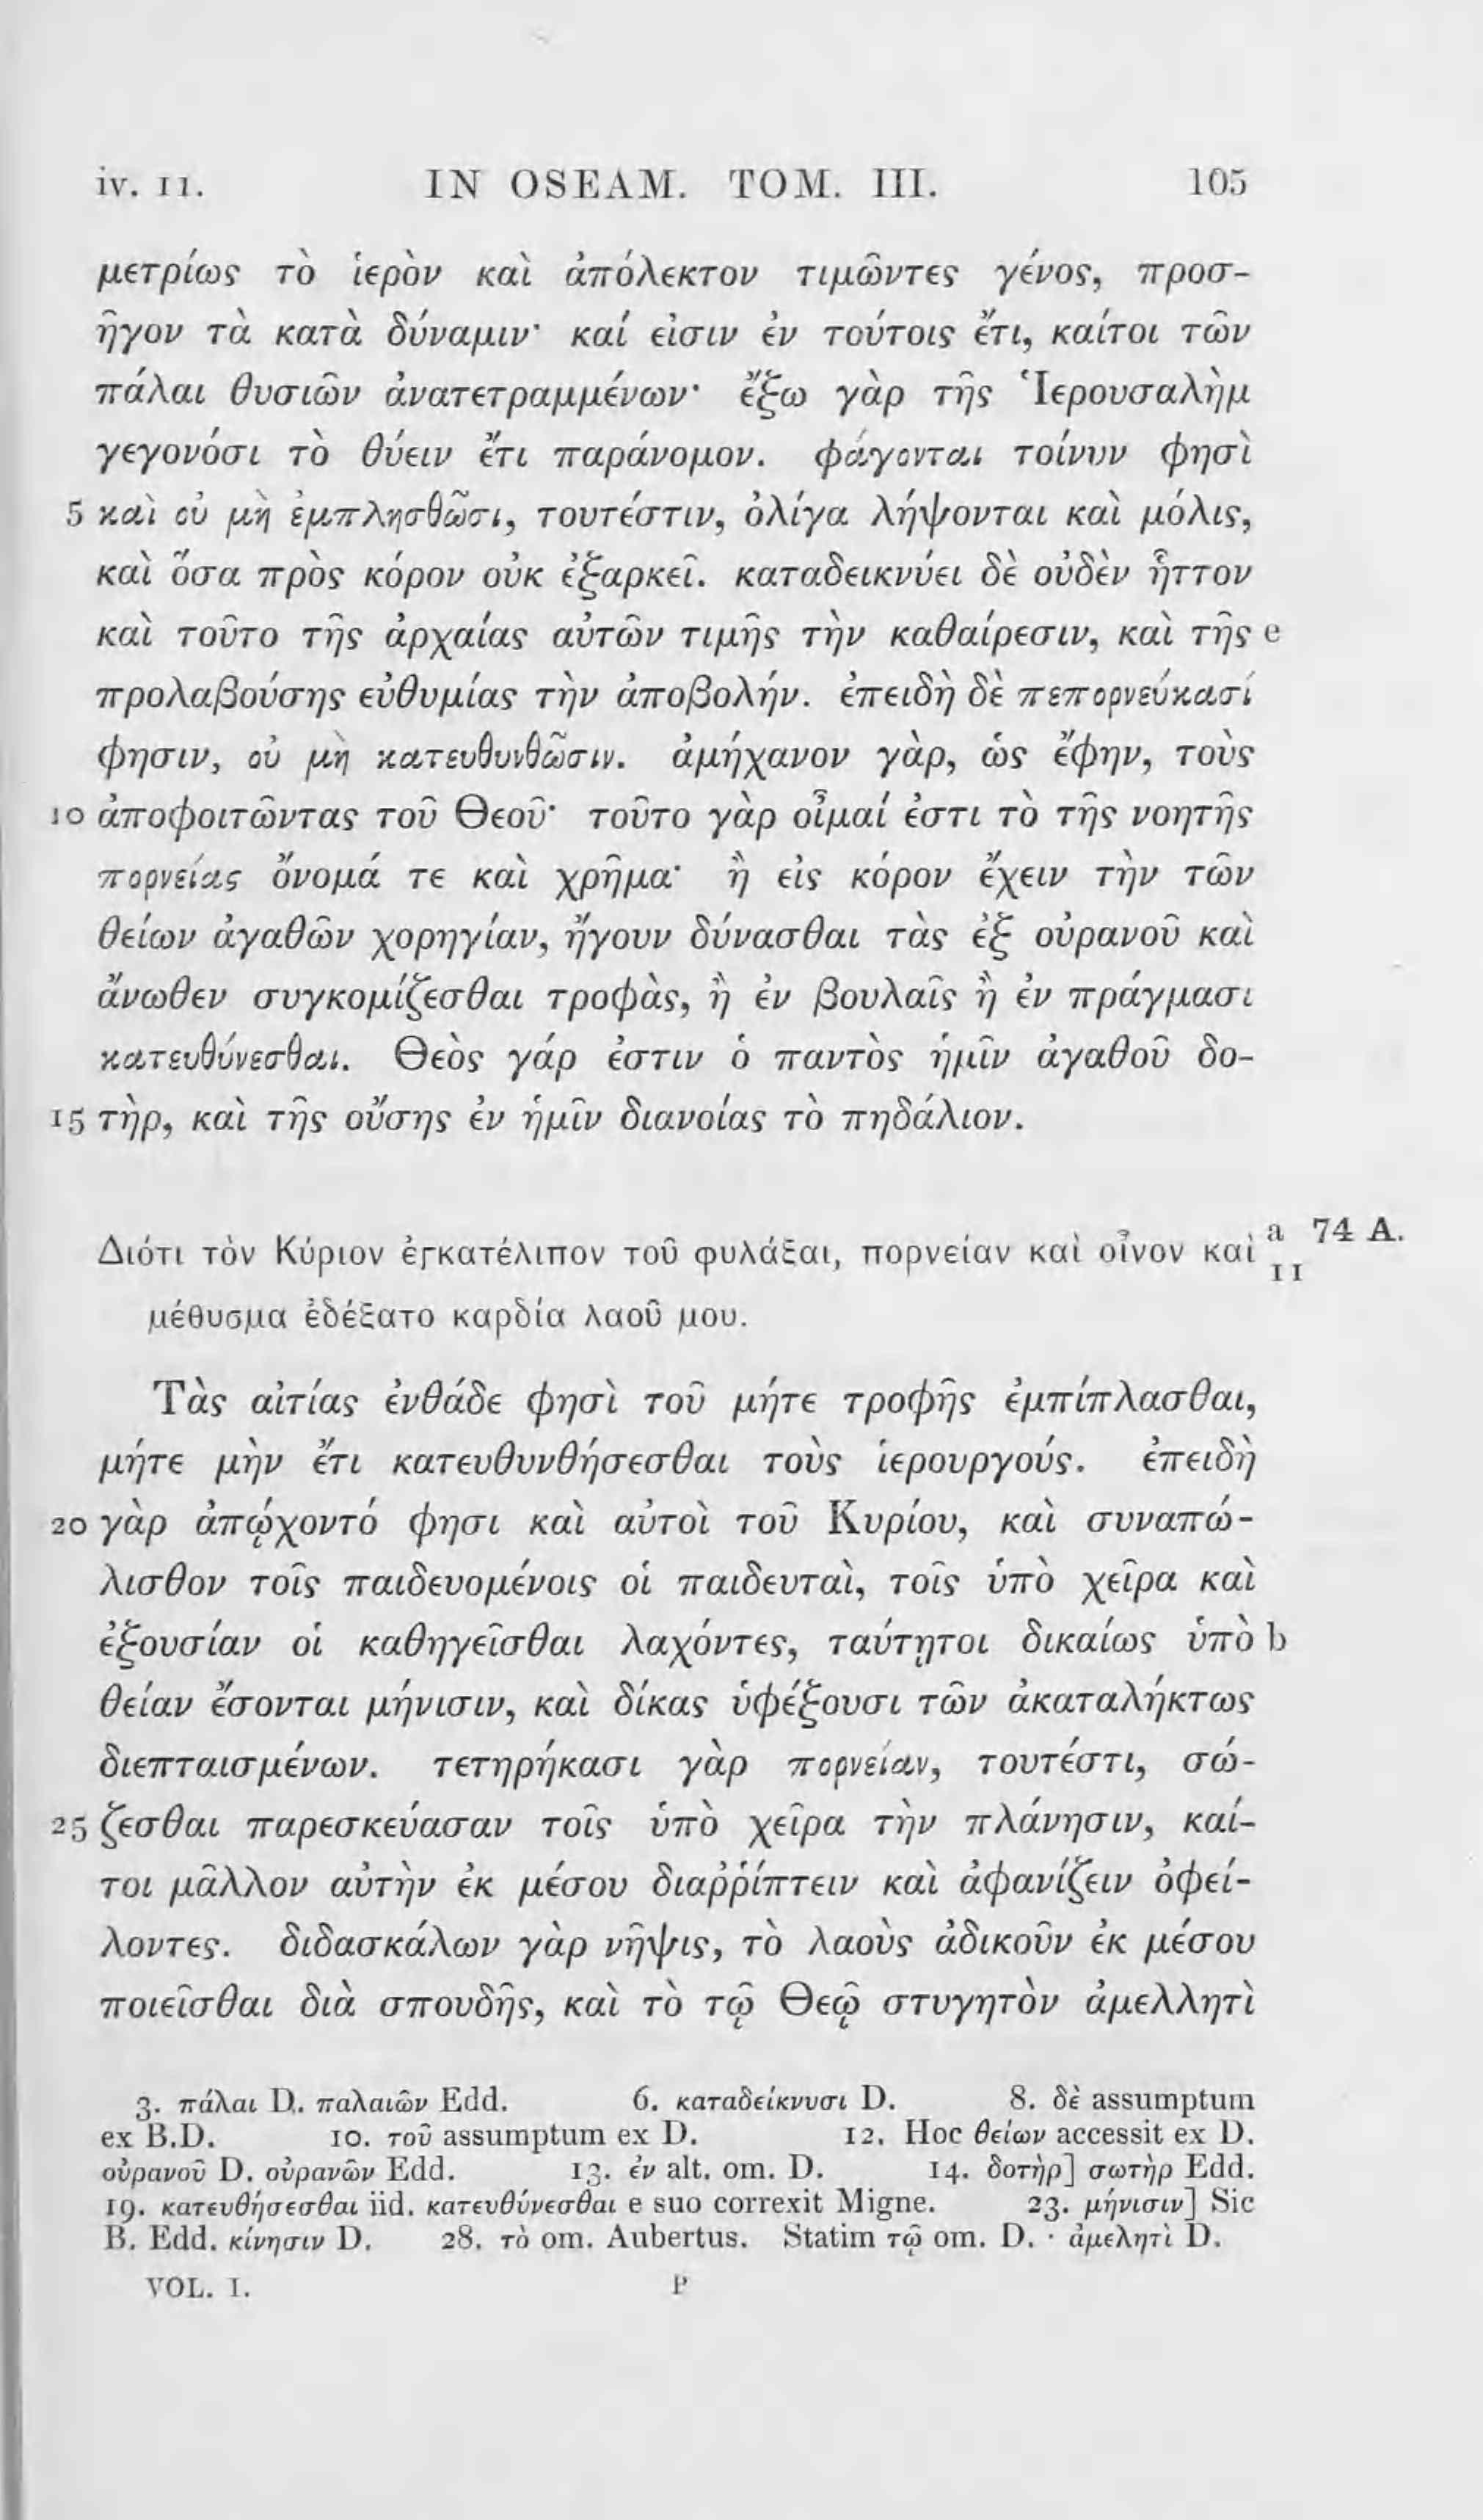 iv. 11. IN OSEAM. TOM. III. 105
μετρίως τὸ ἱερὸν καὶ ἀπόλεκτον τιμῶντες γένος, προσ-
ῆγον τὰ κατὰ δύναμιν· καί εἰσιν ἐν τούτοις ἔτι, καίτοι τῶν
πάλαι θυσιῶν ἀνατετραμμένων· ἔξω γὰρ τῆς Ἱερουσαλὴμ
γεγονόσι τὸ θύειν ἔτι παράνομον. φάγονται τοίνυν φησὶ
5 καὶ οὐ μὴ ἐμπλησθῶσι, τουτέστιν, ὀλίγα λήψονται καὶ μόλις,
καὶ ὅσα πρὸς κόρον οὐκ ἐξαρκεῖ. καταδεικνύει δὲ οὐδὲν ἧττον
καὶ τοῦτο τῆς ἀρχαίας αὐτῶν τιμῆς τὴν καθαίρεσιν, καὶ τῆς e
προλαβούσης εὐθυμίας τὴν ἀποβολήν. ἐπειδὴ δὲ πεπορνεύκασί
φησιν, οὐ μὴ κατευθυνθῶσιν. ἀμήχανον γὰρ, ὡς ἔφην, τοὺς
10 ἀποφοιτῶντας τοῦ Θεοῦ· τοῦτο γὰρ οἶμαί ἐστι τὸ τῆς νοητῆς
πορνείας ὄνομά τε καὶ χρῆμα· ἢ εἰς κόρον ἔχειν τὴν τῶν
θείων ἀγαθῶν χορηγίαν, ἤγουν δύνασθαι τὰς ἐξ οὐρανοῦ καὶ
ἄνωθεν συγκομίζεσθαι τροφὰς, ἢ ἐν βουλαῖς ἢ ἐν πράγμασι
κατευθύνεσθαι. Θεὸς γάρ ἐστιν ὁ παντὸς ἡμῖν ἀγαθοῦ δο-
15 τὴρ, καὶ τῆς οὔσης ἐν ἡμῖν διανοίας τὸ πηδάλιον.
Διότι τὸν Κύριον ἐγκατέλιπον τοῦ φυλάξαι, πορνείαν καὶ οἶνον καὶ a 74 A.
11
μέθυσμα ἐδέξατο καρδία λαοῦ μου.
Τὰς αἰτίας ἐνθάδε φησὶ τοῦ μήτε τροφῆς ἐμπίπλασθαι,
μήτε μὴν ἔτι κατευθυνθήσεσθαι τοὺς ἱερουργούς. ἐπειδὴ
20 γὰρ ἀπῴχοντό φησι καὶ αὐτοὶ τοῦ Κυρίου, καὶ συναπώ-
λισθον τοῖς παιδευομένοις οἱ παιδευταὶ, τοῖς ὑπὸ χεῖρα καὶ
ἐξουσίαν οἱ καθηγεῖσθαι λαχόντες, ταύτῃτοι δικαίως ὑπὸ b
θείαν ἔσονται μήνισιν, καὶ δίκας ὑφέξουσι τῶν ἀκαταλήκτως
διεπταισμένων. τετηρήκασι γὰρ πορνείαν, τουτέστι, σώ-
25 ζεσθαι παρεσκεύασαν τοῖς ὑπὸ χεῖρα τὴν πλάνησιν, καί-
τοι μᾶλλον αὐτὴν ἐκ μέσου διαῤῥίπτειν καὶ ἀφανίζειν ὀφεί-
λοντες. διδασκάλων γὰρ νῆψις, τὸ λαοὺς ἀδικοῦν ἐκ μέσου
ποιεῖσθαι διὰ σπουδῆς, καὶ τὸ τῷ Θεῷ στυγητὸν ἀμελλητὶ
3. πάλαι D. παλαιῶν Edd. 6. καταδείκνυσι D. 8. δὲ assumptum
ex B.D. 10. τοῦ assumptum ex D. 12. Hoc θείων accessit ex D.
οὐρανοῦ D. οὐρανῶν Edd. 13. ἐν alt. om. D. 14. δοτὴρ] σωτὴρ Edd.
19. κατευθήσεσθαι iid. κατευθύνεσθαι e suo correxit Migne. 23. μήνισιν] Sic
B. Edd. κίνησιν D. 28. τὸ om. Aubertus. Statim τῷ om. D. · ἀμελητὶ D.
VOL. I. P